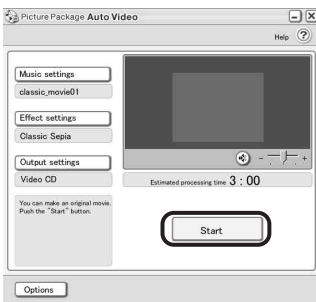 Picture Package Auto Video
Help ?
Music settings
classic_movie01
Effect settings
Classic Sepia
Output settings
Video CD
- +
Estimated processing time 3 : 00
You can make an original movie.
Push the "Start" button.
Start
Options